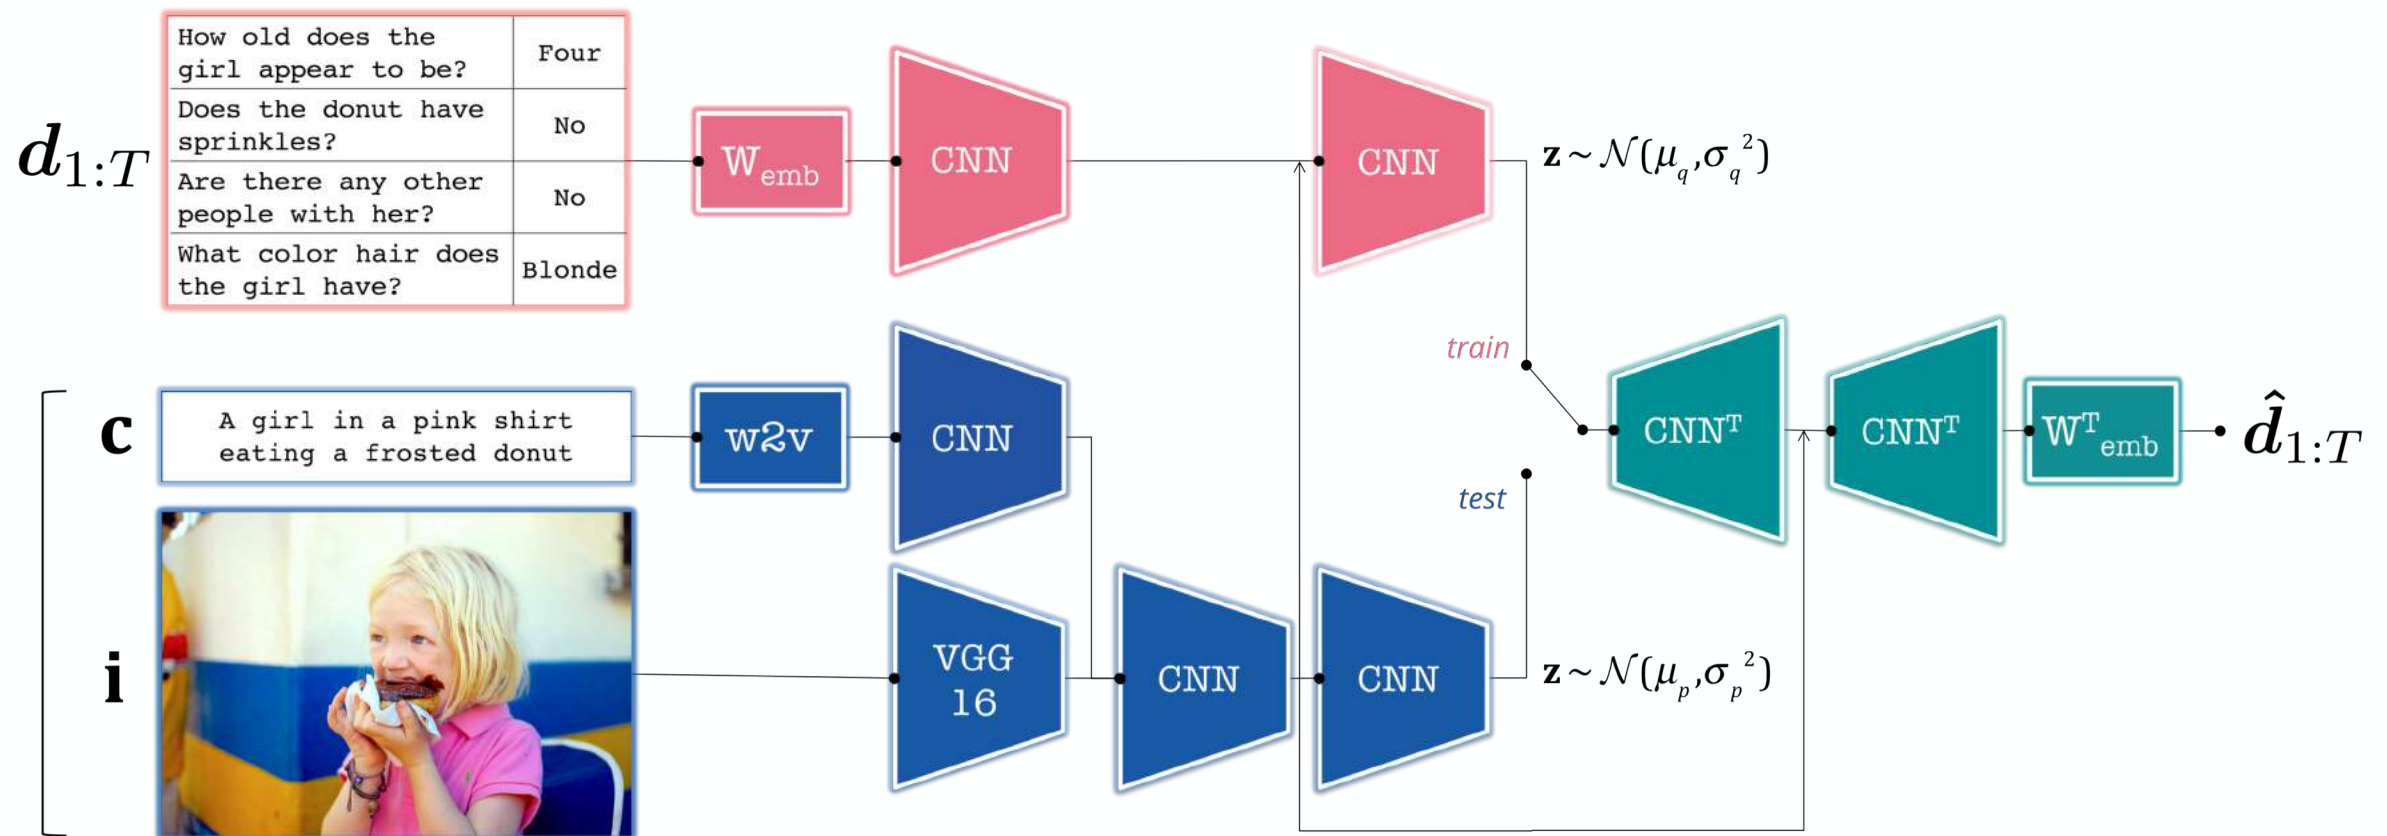 d1:T
How old does the
girl appear to be?
Four
Does the donut have
sprinkles?
No
Are there any other
people with her?
No
What color hair does
the girl have?
Blonde
Wemb
CNN
CNN
z ~ 𝒩(μq,σq²)
train
c
A girl in a pink shirt
eating a frosted donut
w2v
CNN
CNNᵀ
CNNᵀ
Wᵀemb
d̂1:T
test
i
VGG
16
CNN
CNN
z ~ 𝒩(μp,σp²)